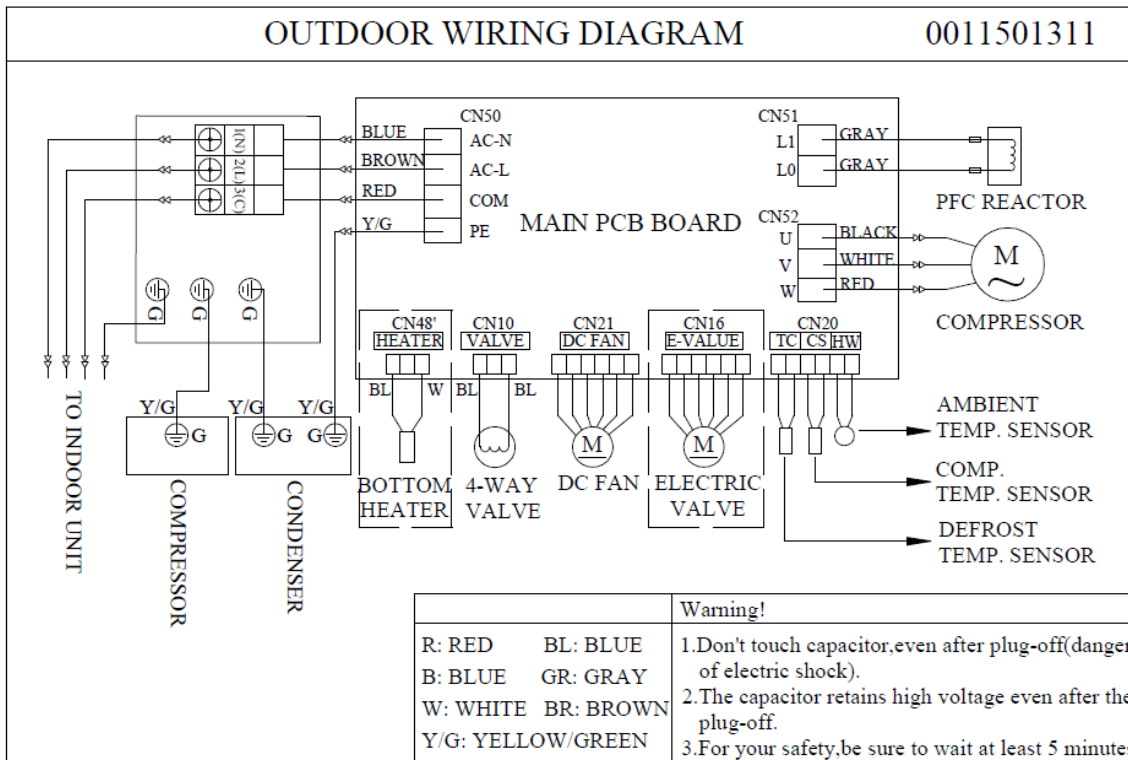 OUTDOOR WIRING DIAGRAM 0011501311
CN50
CN51
1(N) 2(L) 3(C)
BLUE AC-N
BROWN AC-L
RED COM
Y/G PE
MAIN PCB BOARD
L1 GRAY
L0 GRAY
PFC REACTOR
CN52
U BLACK
V WHITE
W RED
M
COMPRESSOR
G G G
CN48' CN10 CN21 CN16 CN20
HEATER VALVE DC FAN E-VALUE TC CS HW
BL W BL BL
TO INDOOR UNIT
Y/G Y/G Y/G
G G G
COMPRESSOR
CONDENSER
M M
BOTTOM
HEATER
4-WAY
VALVE
DC FAN
ELECTRIC
VALVE
AMBIENT
TEMP. SENSOR
COMP.
TEMP. SENSOR
DEFROST
TEMP. SENSOR
R: RED BL: BLUE
B: BLUE GR: GRAY
W: WHITE BR: BROWN
Y/G: YELLOW/GREEN
Warning!
1.Don't touch capacitor,even after plug-off(danger
of electric shock).
2.The capacitor retains high voltage even after the
plug-off.
3.For your safety,be sure to wait at least 5 minutes